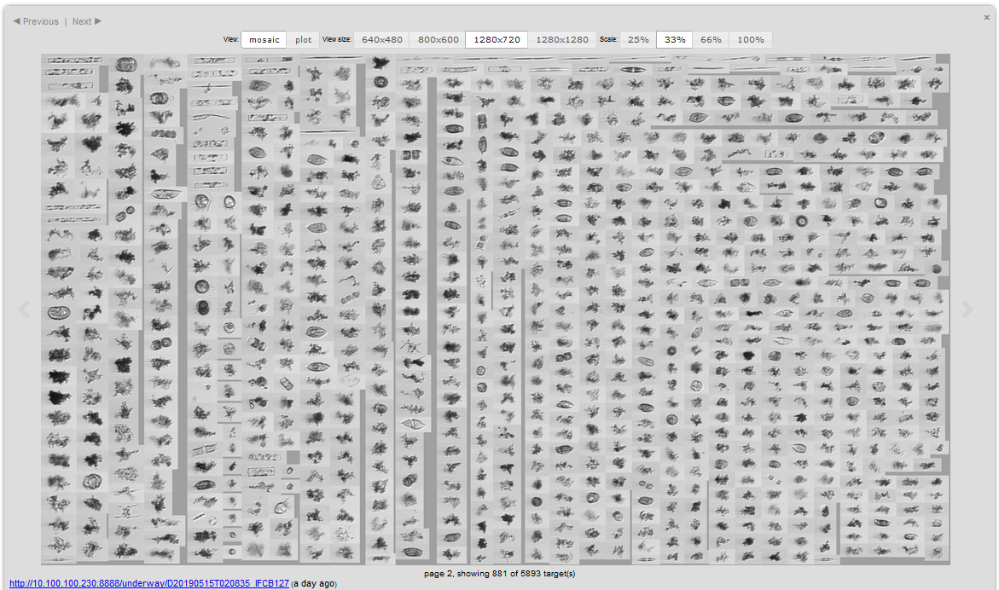 ◀ Previous | Next ▶ ×
View: mosaic plot View size: 640x480 800x600 1280x720 1280x1280 Scale: 25% 33% 66% 100%
page 2, showing 881 of 5893 target(s)
http://10.100.100.230:8888/underway/D20190515T020835_IFCB127 (a day ago)